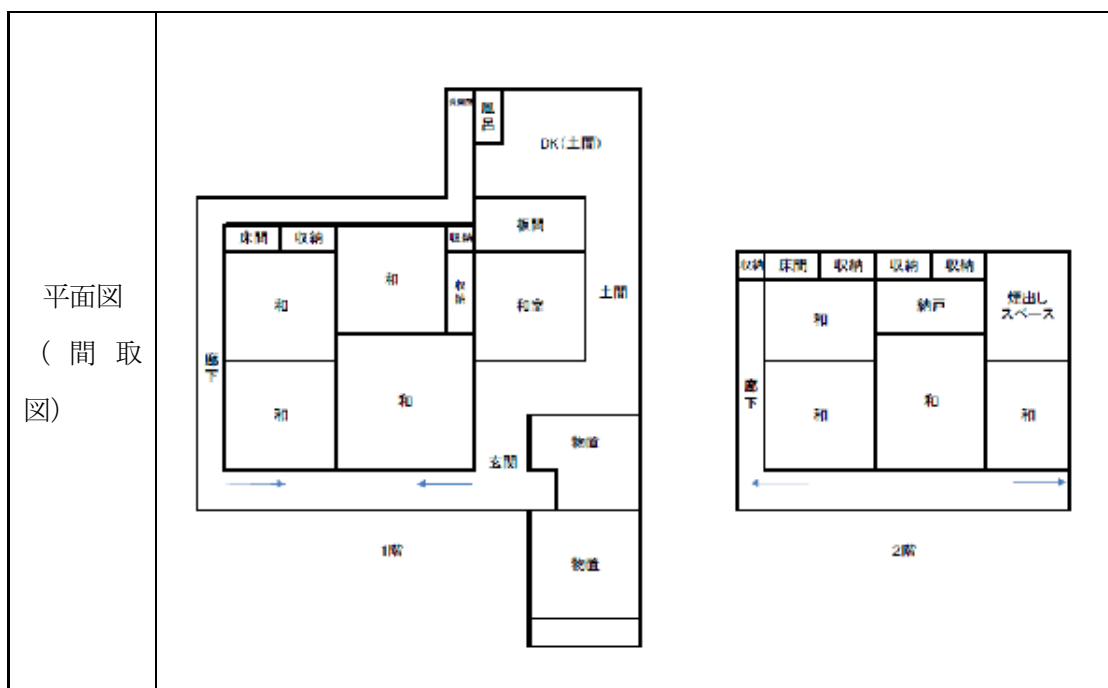 平面図
（間取
図）
風呂
DK(土間)
板間
床間
収納
収納
和
和
収納
和室
土間
廊下
和
和
玄関
物置
物置
1階
収納
床間
収納
収納
収納
納戸
煙出し
スペース
和
廊下
和
和
和
2階